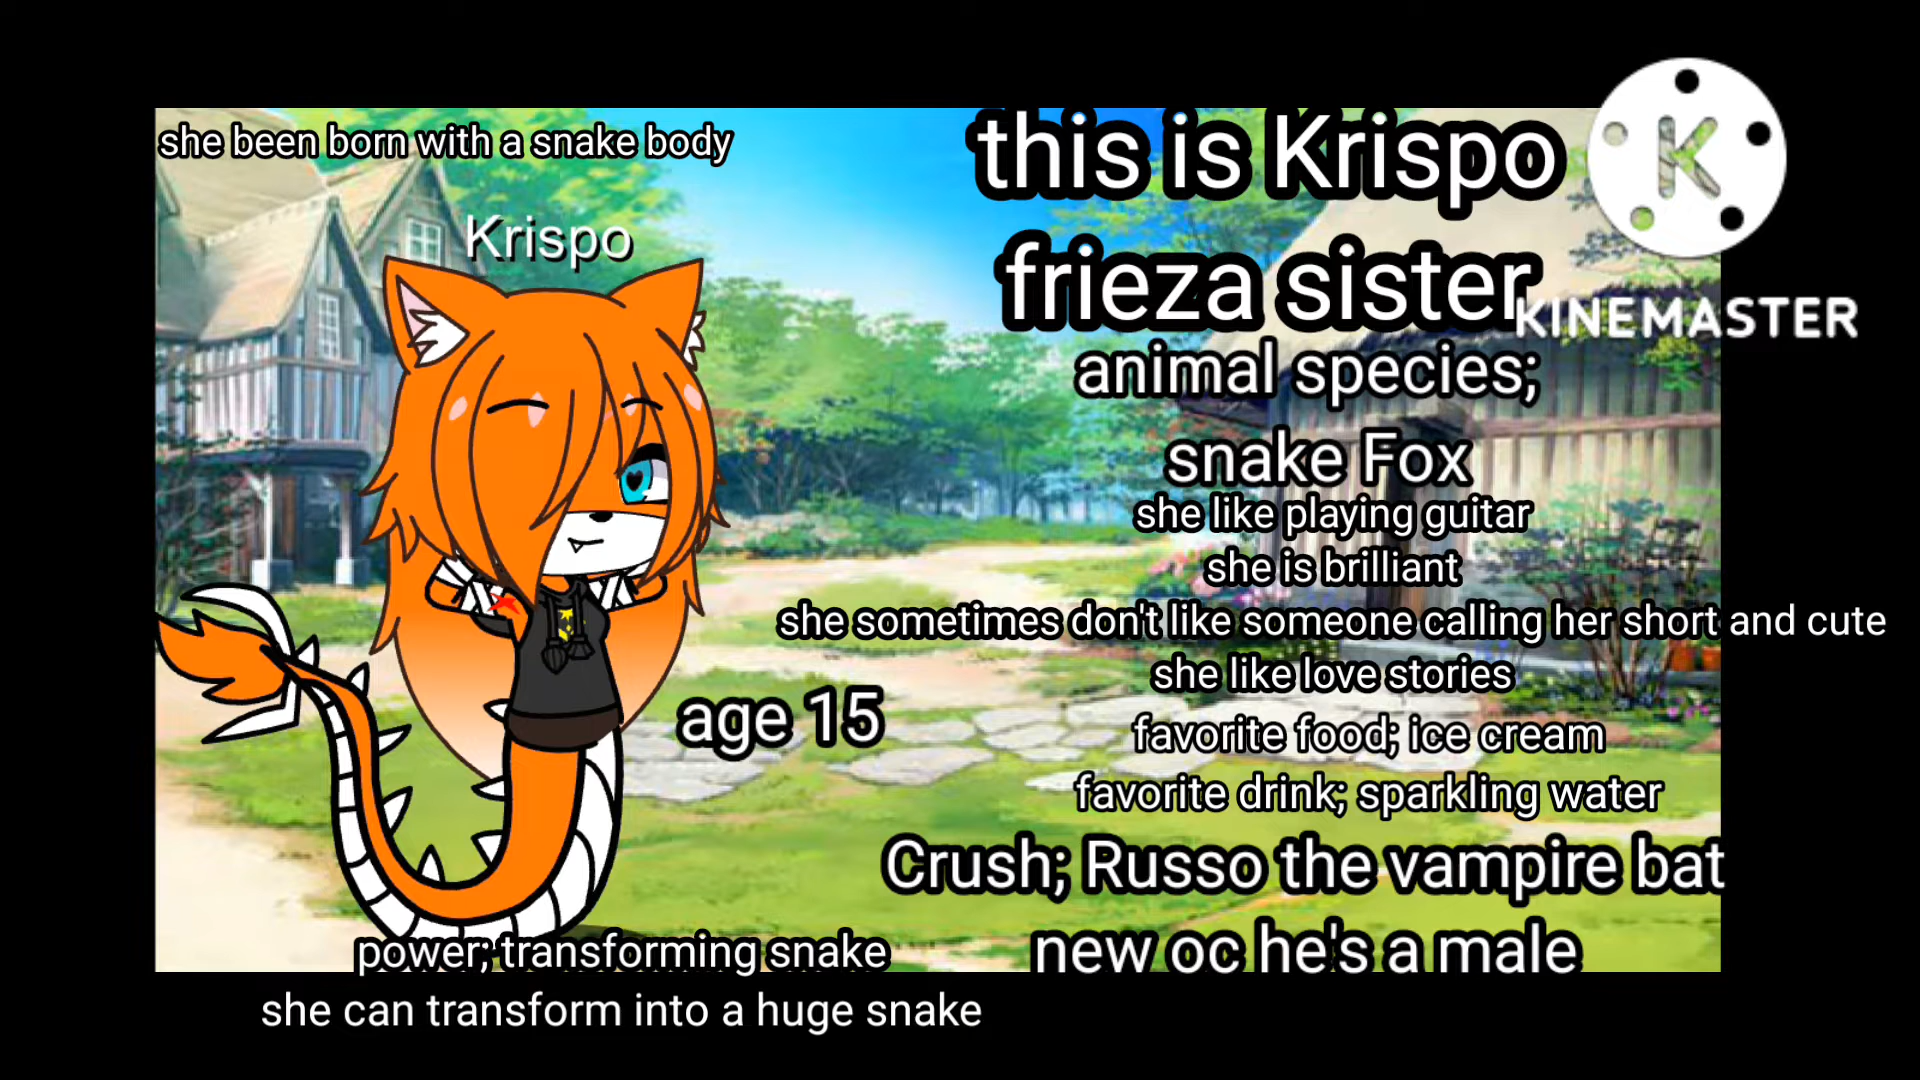 she been born with a snake body
Krispo
this is Krispo
frieza sister
KINEMASTER
animal species;
snake Fox
she like playing guitar
she is brilliant
she sometimes don't like someone calling her short and cute
she like love stories
age 15
favorite food; ice cream
favorite drink; sparkling water
Crush; Russo the vampire bat
new oc he's a male
power; transforming snake
she can transform into a huge snake